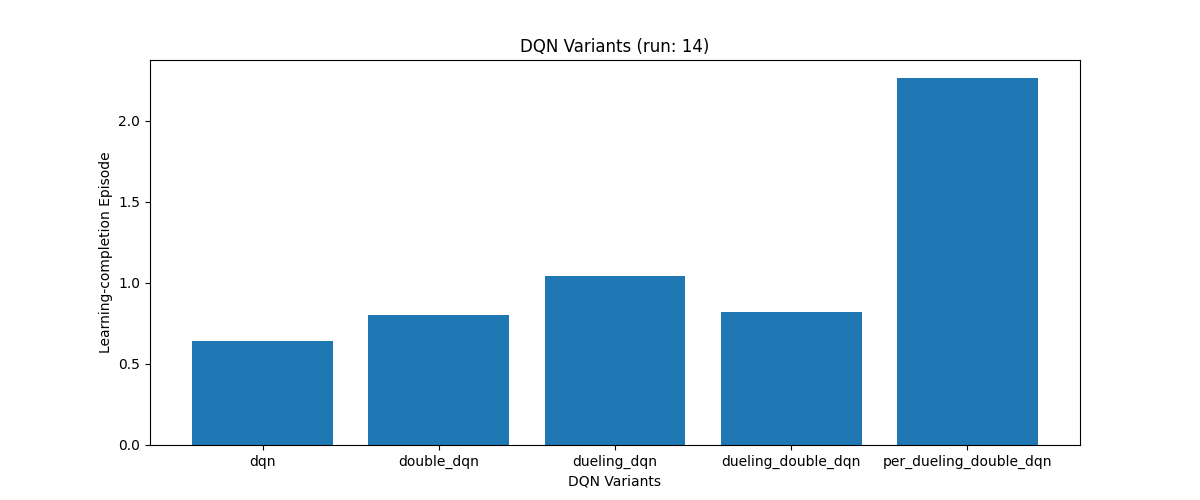 DQN Variants (run: 14)
Learning-completion Episode
2.0
1.5
1.0
0.5
0.0
dqn
double_dqn
dueling_dqn
dueling_double_dqn
per_dueling_double_dqn
DQN Variants